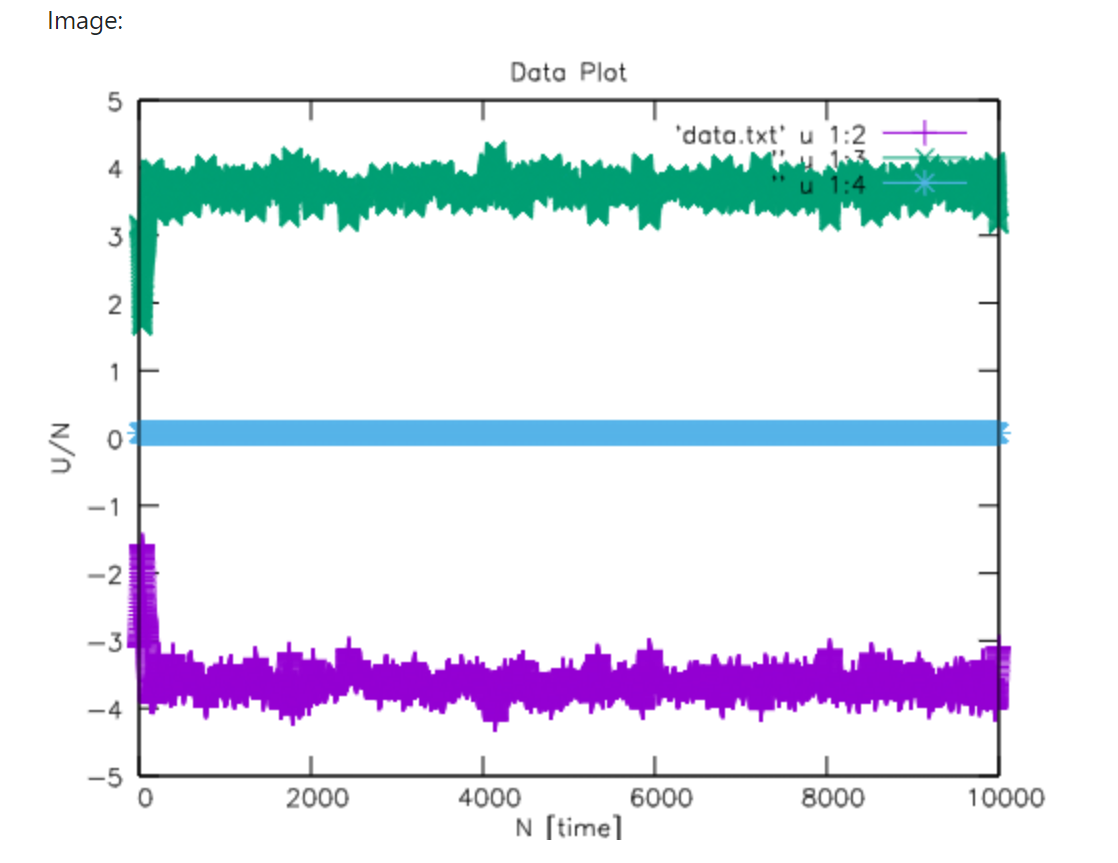 Image:
Data Plot
'data.txt' u 1:2
'' u 1:3
'' u 1:4
5
4
3
2
1
0
−1
−2
−3
−4
−5
U/N
0 2000 4000 6000 8000 10000
N [time]